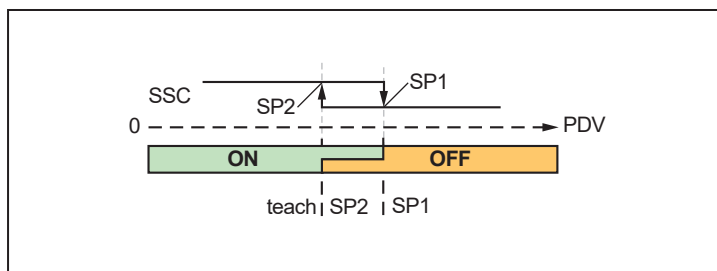 SP1
SSC
SP2
0
PDV
ON OFF
teach SP2 SP1